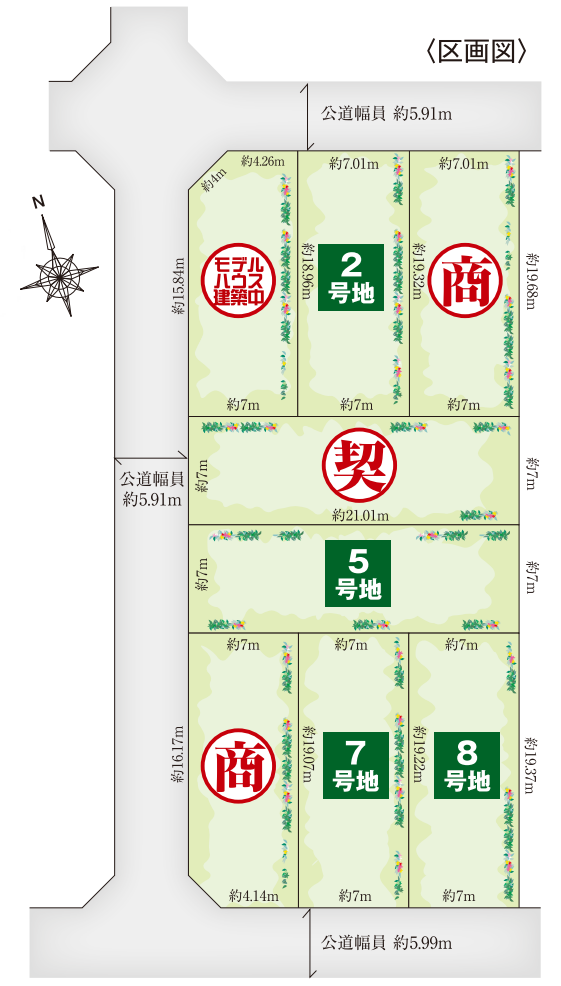 〈区画図〉
公道幅員 約5.91m
約4.26m
約7.01m
約7.01m
約4m
N
約15.84m
モデル
ハウス
建築中
約18.96m
2
号地
約19.32m
商
約19.68m
約7m
約7m
約7m
公道幅員
約5.91m
約7m
契
約7m
約21.01m
約7m
5
号地
約7m
約7m
約7m
約7m
約16.17m
商
約19.07m
7
号地
約19.22m
8
号地
約19.37m
約4.14m
約7m
約7m
公道幅員 約5.99m